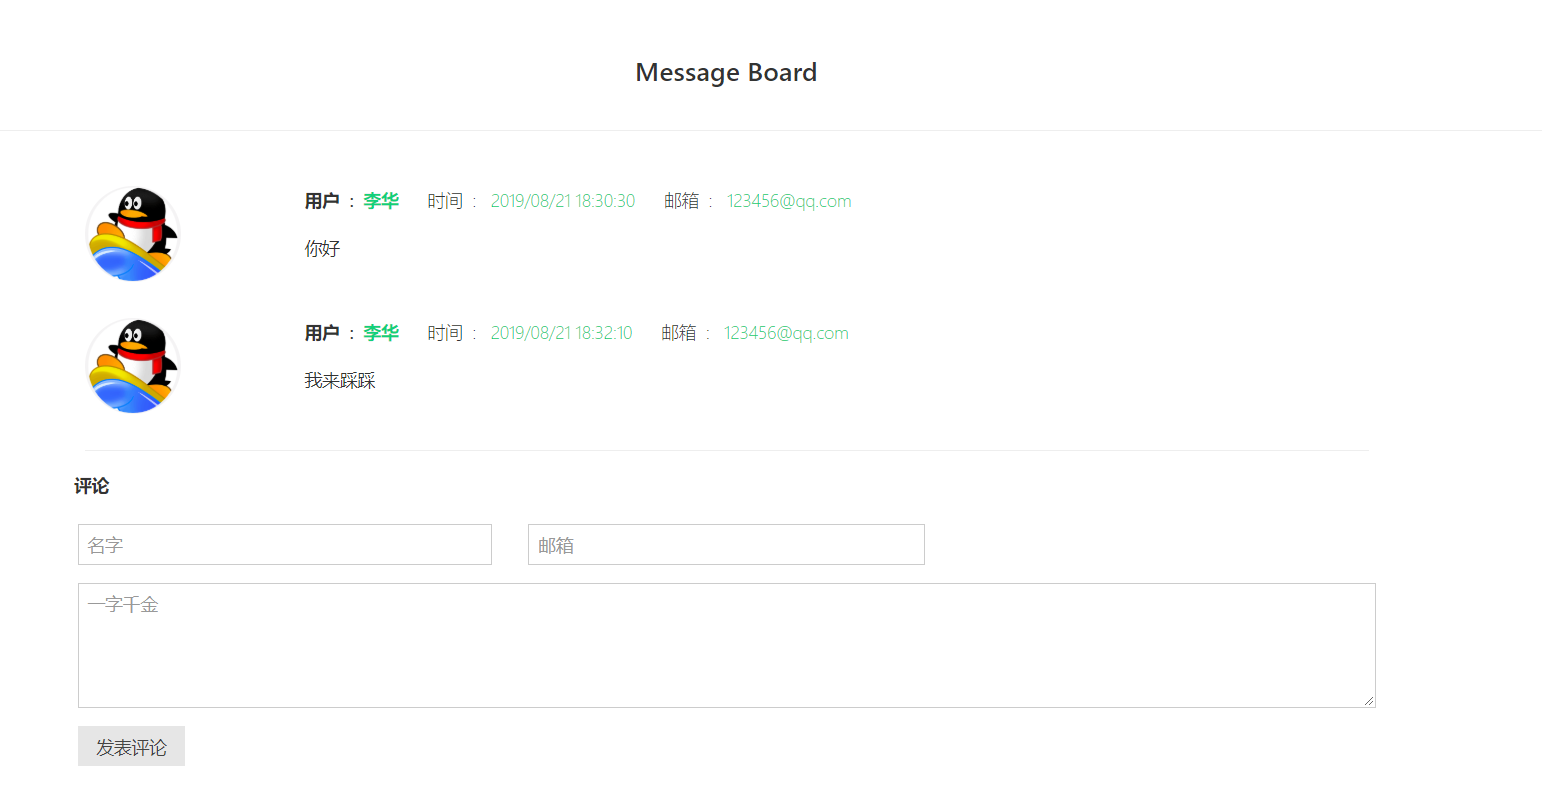 Message Board
用户 : 李华 时间 : 2019/08/21 18:30:30 邮箱 : 123456@qq.com
你好
用户 : 李华 时间 : 2019/08/21 18:32:10 邮箱 : 123456@qq.com
我来踩踩
评论
名字 邮箱
一字千金
发表评论